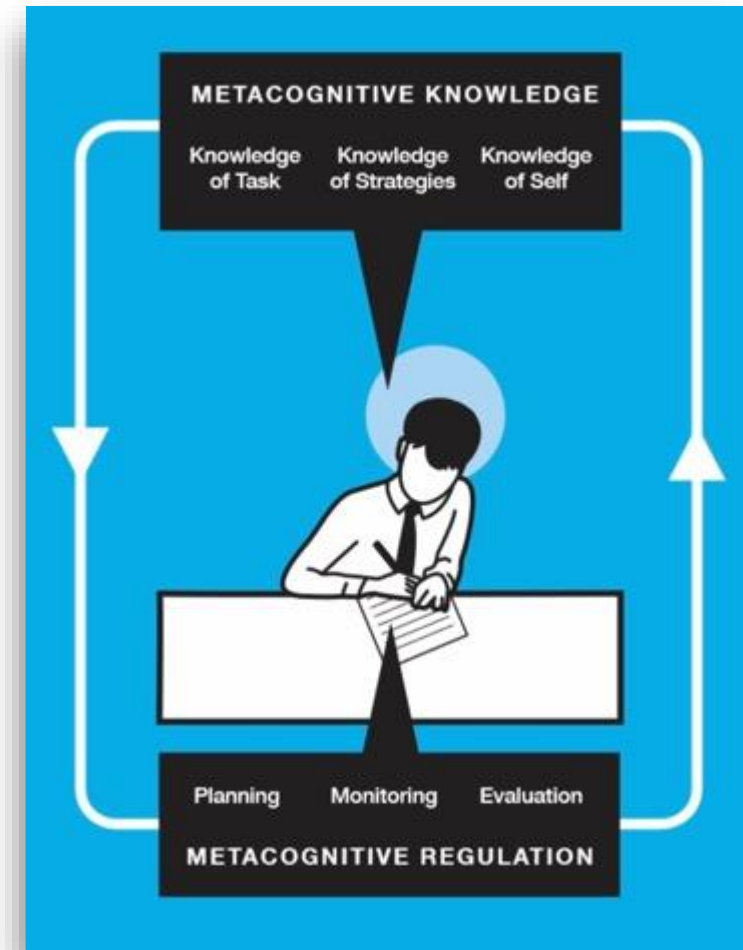 METACOGNITIVE KNOWLEDGE
Knowledge
of Task
Knowledge
of Strategies
Knowledge
of Self
Planning
Monitoring
Evaluation
METACOGNITIVE REGULATION